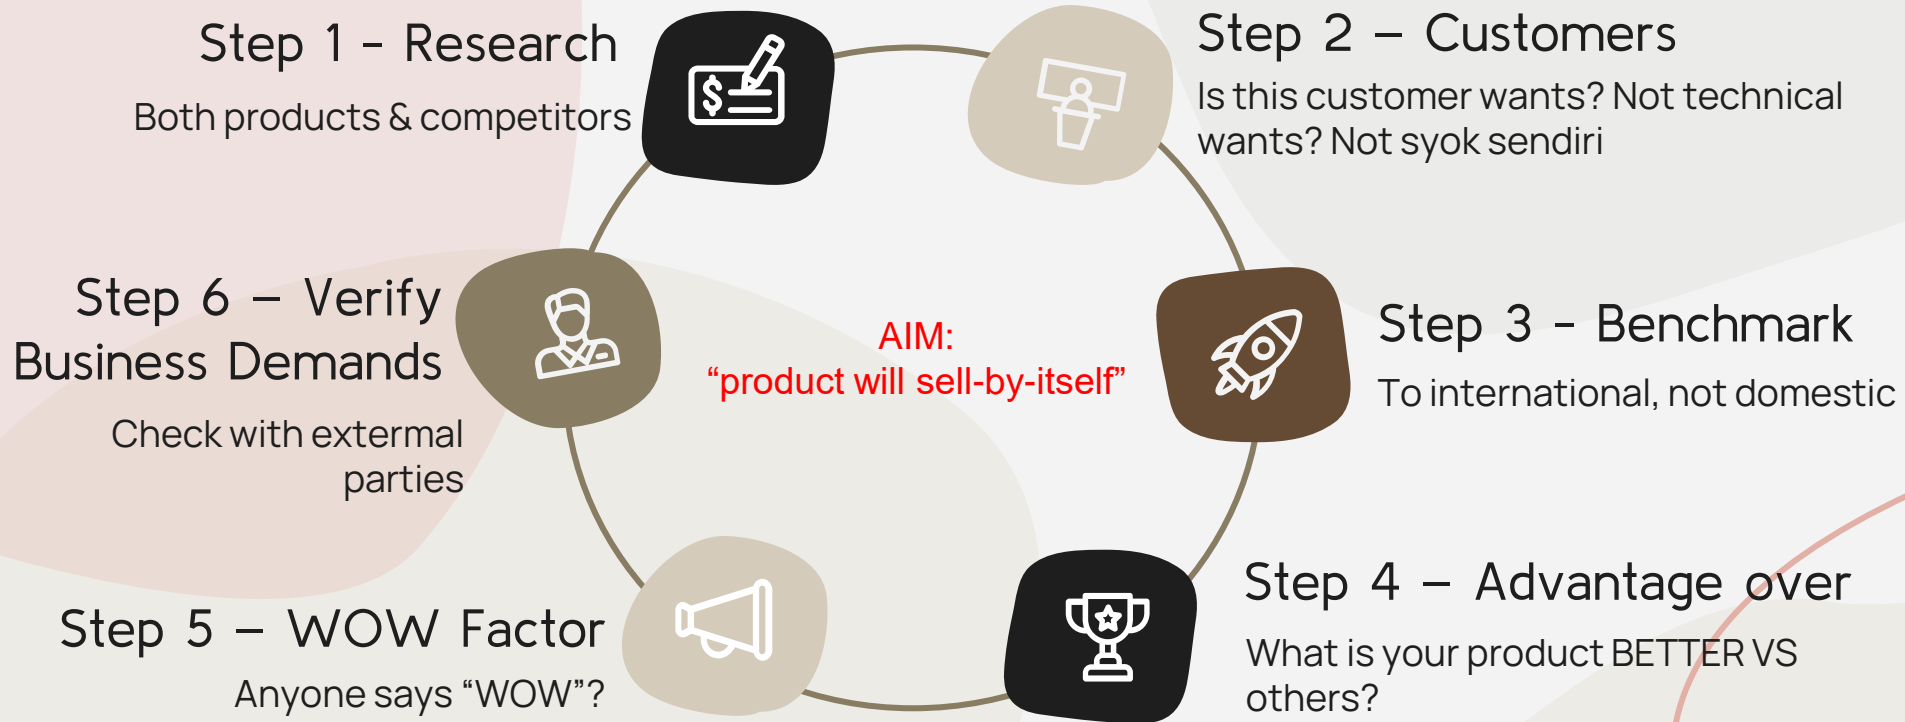 Step 1 - Research
Both products & competitors
Step 2 – Customers
Is this customer wants? Not technical
wants? Not syok sendiri
Step 3 - Benchmark
To international, not domestic
Step 4 – Advantage over
What is your product BETTER VS
others?
Step 5 – WOW Factor
Anyone says “WOW”?
Step 6 – Verify
Business Demands
Check with extermal
parties
AIM:
“product will sell-by-itself”
$